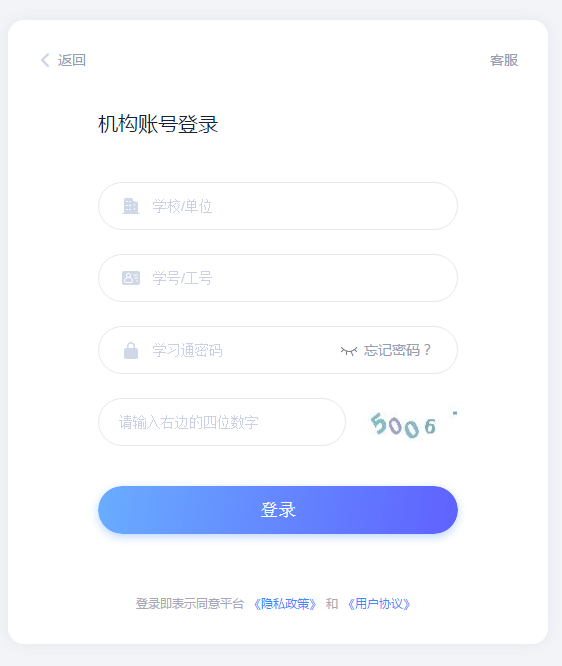 返回 客服
机构账号登录
学校/单位
学号/工号
学习通密码 忘记密码？
请输入右边的四位数字 5006
登录
登录即表示同意平台 《隐私政策》 和 《用户协议》